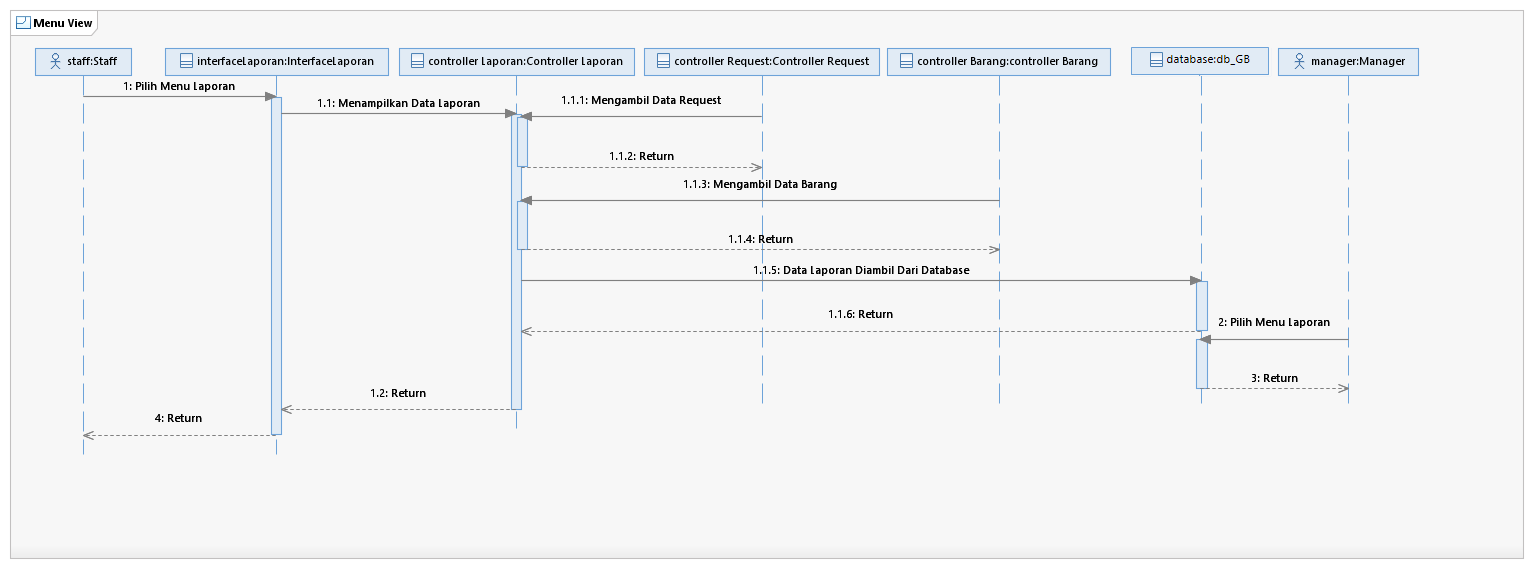 Menu View
staff:Staff
interfaceLaporan:InterfaceLaporan
controller Laporan:Controller Laporan
controller Request:Controller Request
controller Barang:controller Barang
database:db_GB
manager:Manager
1: Pilih Menu Laporan
1.1: Menampilkan Data Laporan
1.1.1: Mengambil Data Request
1.1.2: Return
1.1.3: Mengambil Data Barang
1.1.4: Return
1.1.5: Data Laporan Diambil Dari Database
1.1.6: Return
2: Pilih Menu Laporan
3: Return
1.2: Return
4: Return